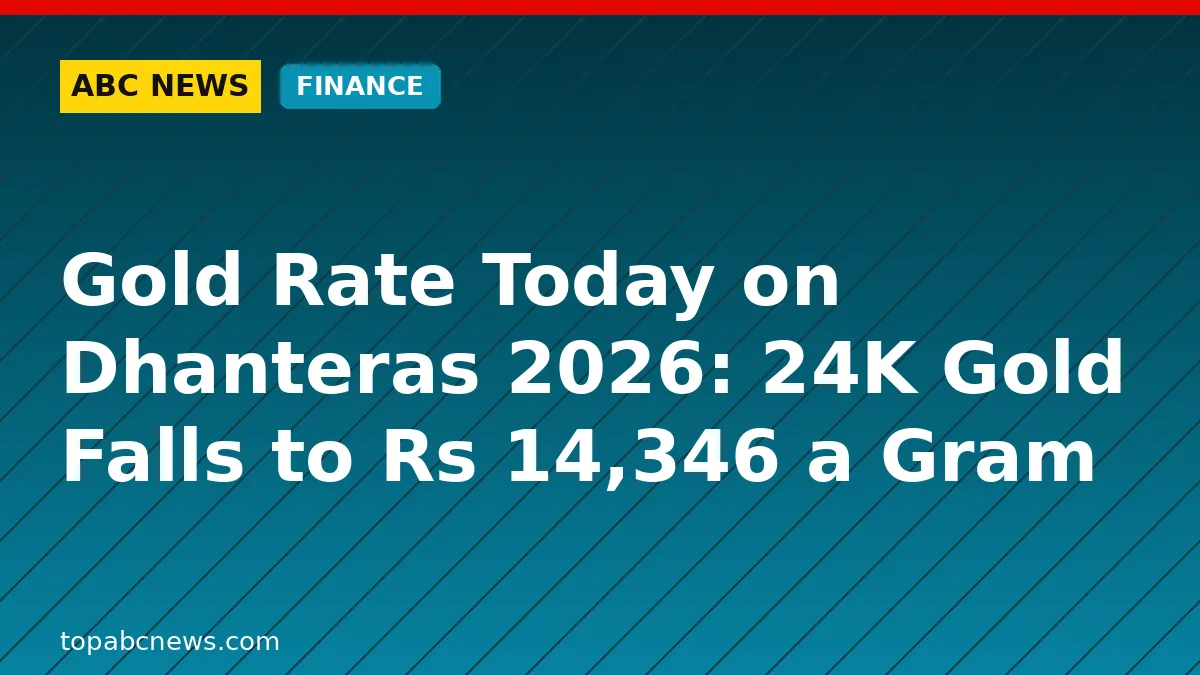 ABC NEWS
FINANCE
Gold Rate Today on
Dhanteras 2026: 24K Gold
Falls to Rs 14,346 a Gram
topabcnews.com